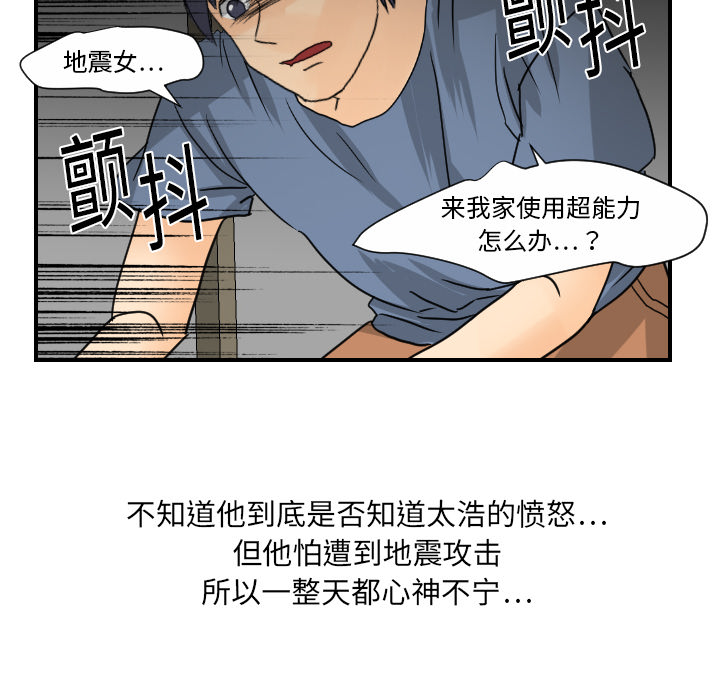 颤抖
地震女...
颤抖
来我家使用超能力
怎么办...？
不知道他到底是否知道太浩的愤怒...
但他怕遭到地震攻击
所以一整天都心神不宁...